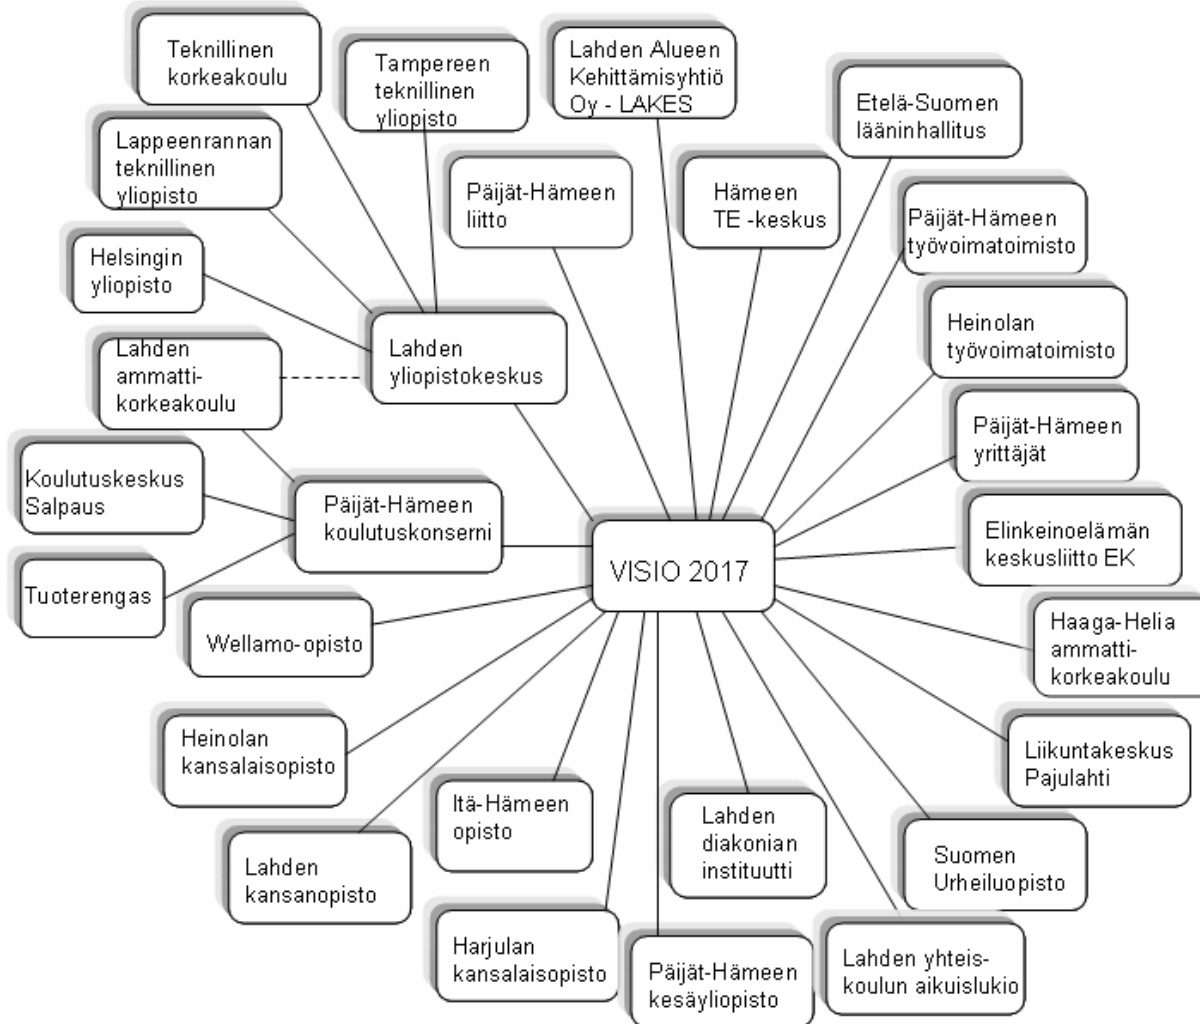 Teknillinen
korkeakoulu
Tampereen
teknillinen
yliopisto
Lahden Alueen
Kehittämisyhtiö
Oy - LAKES
Etelä-Suomen
lääninhallitus
Lappeenrannan
teknillinen
yliopisto
Päijät-Hämeen
liitto
Hämeen
TE -keskus
Päijät-Hämeen
työvoimatoimisto
Helsingin
yliopisto
Lahden
yliopistokeskus
Heinolan
työvoimatoimisto
Lahden
ammatti-
korkeakoulu
Päijät-Hämeen
yrittäjät
Koulutuskeskus
Salpaus
Päijät-Hämeen
koulutuskonserni
VISIO 2017
Elinkeinoelämän
keskusliitto EK
Tuoterengas
Wellamo-opisto
Haaga-Helia
ammatti-
korkeakoulu
Heinolan
kansalaisopisto
Liikuntakeskus
Pajulahti
Itä-Hämeen
opisto
Lahden
diakonian
instituutti
Lahden
kansanopisto
Suomen
Urheiluopisto
Harjulan
kansalaisopisto
Päijät-Hämeen
kesäyliopisto
Lahden yhteis-
koulun aikuislukio